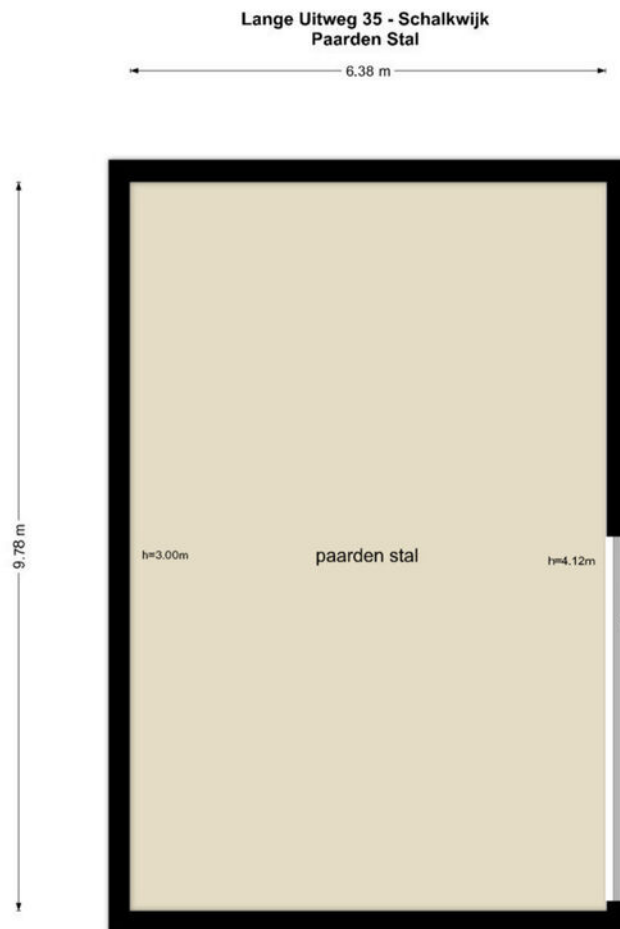 Lange Uitweg 35 - Schalkwijk
Paarden Stal
6.38 m
9.78 m
h=3.00m
paarden stal
h=4.12m